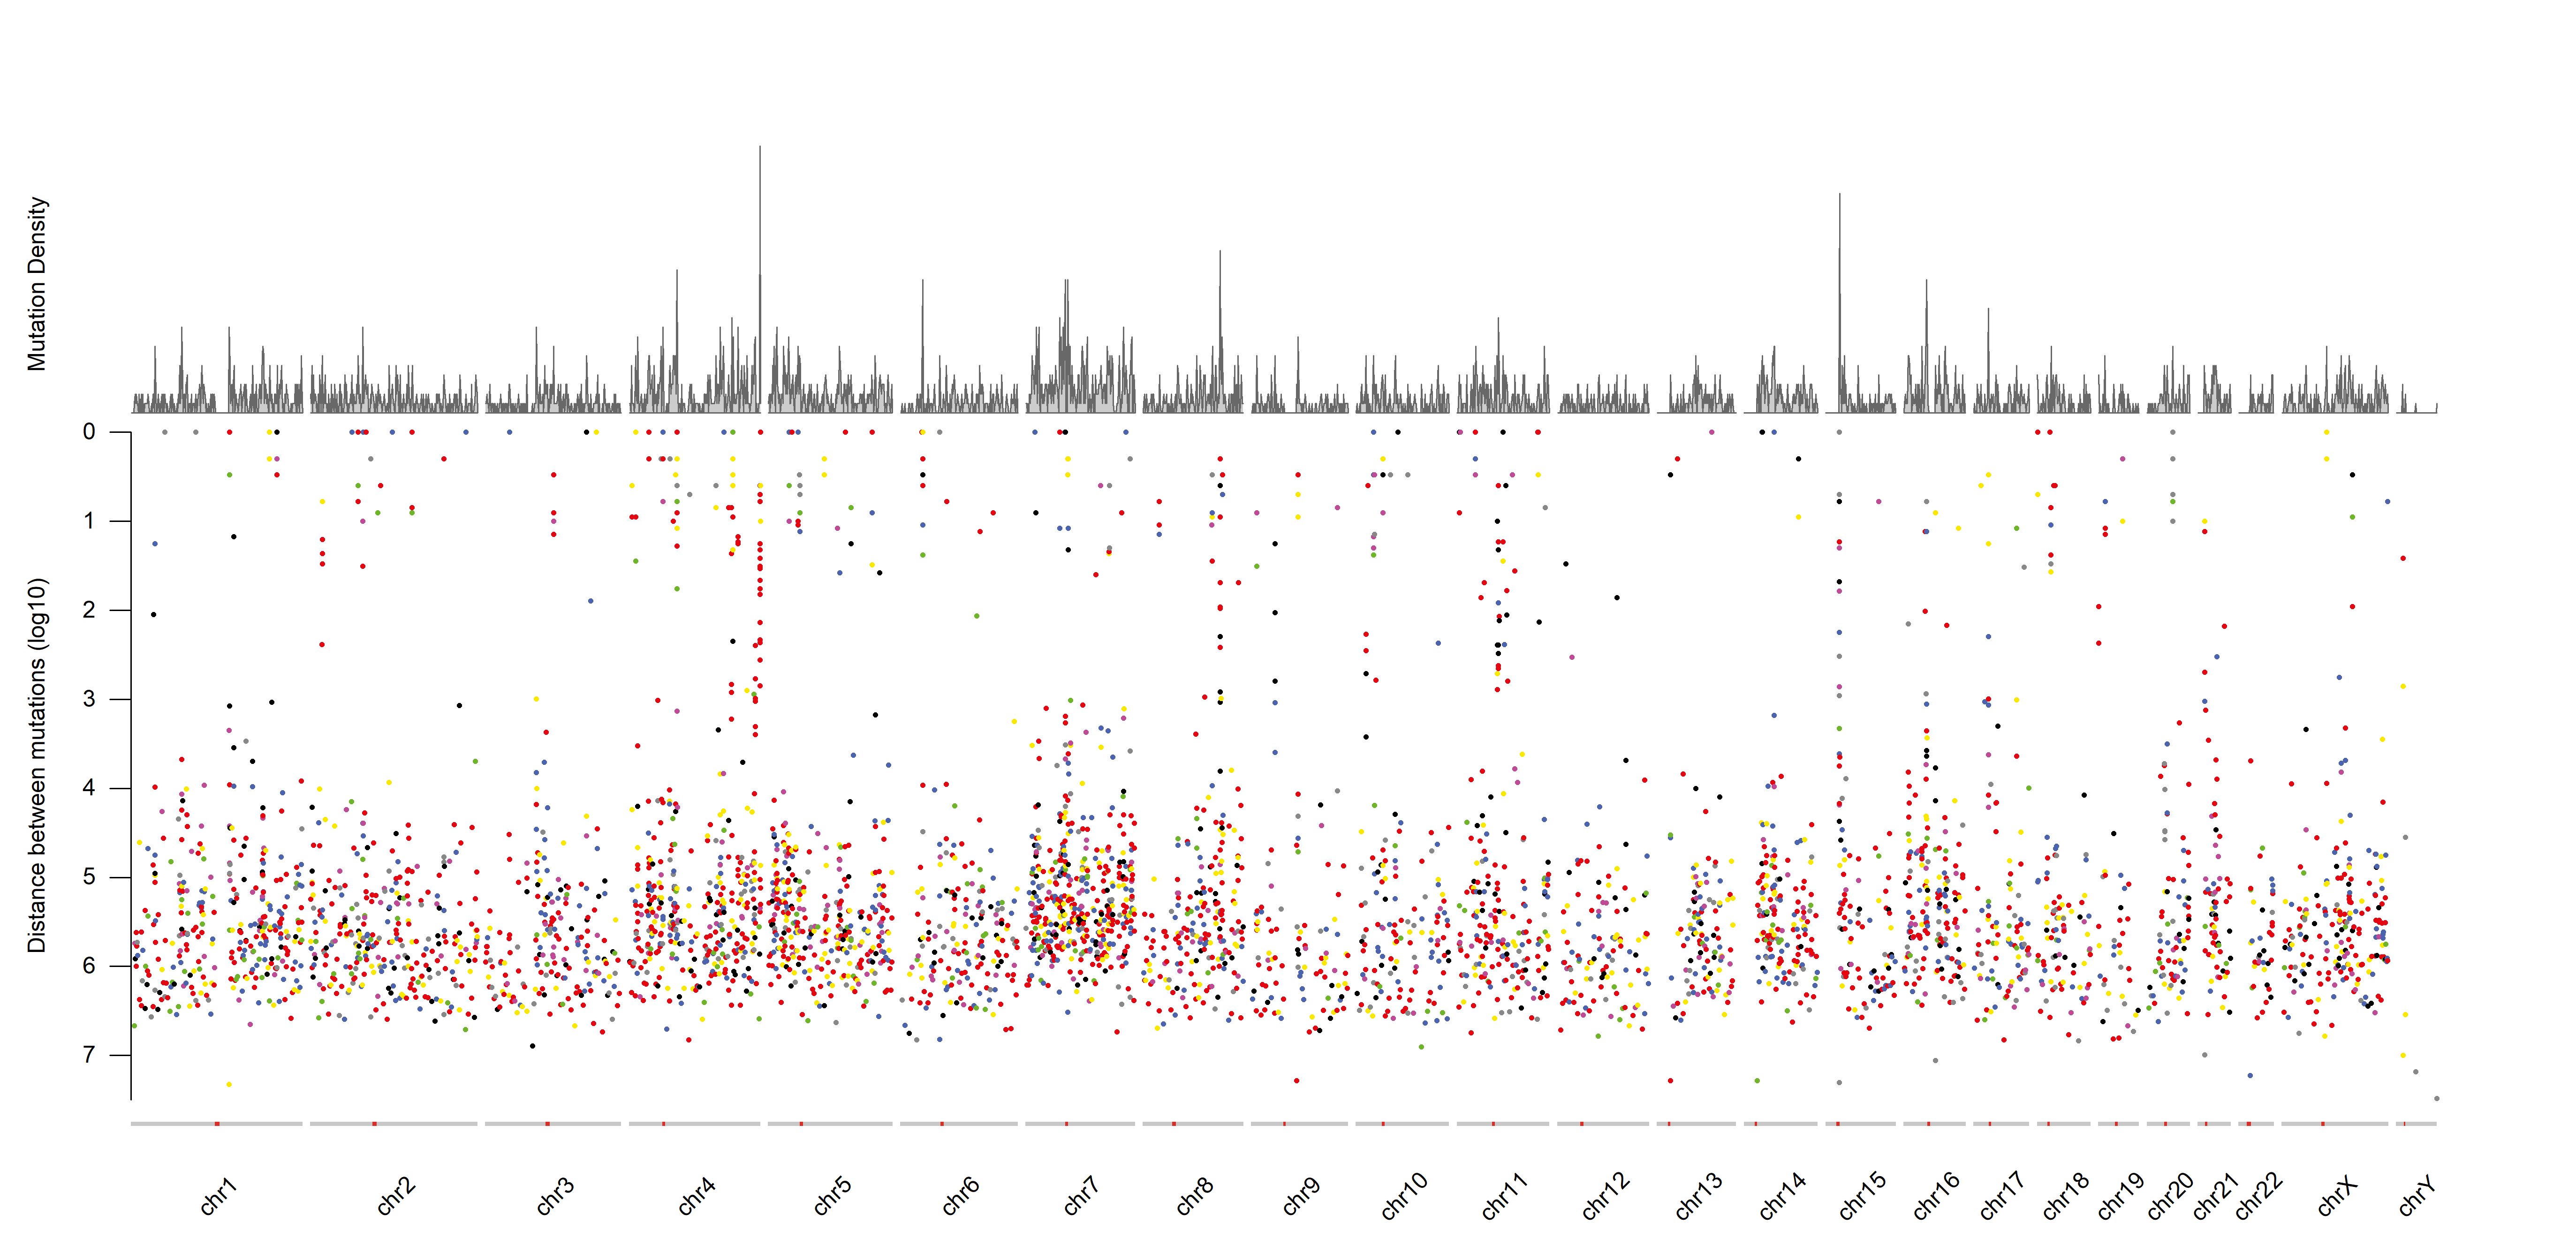 Mutation Density
Distance between mutations (log10)
0
1
2
3
4
5
6
7
chr1
chr2
chr3
chr4
chr5
chr6
chr7
chr8
chr9
chr10
chr11
chr12
chr13
chr14
chr15
chr16
chr17
chr18
chr19
chr20
chr21
chr22
chrX
chrY